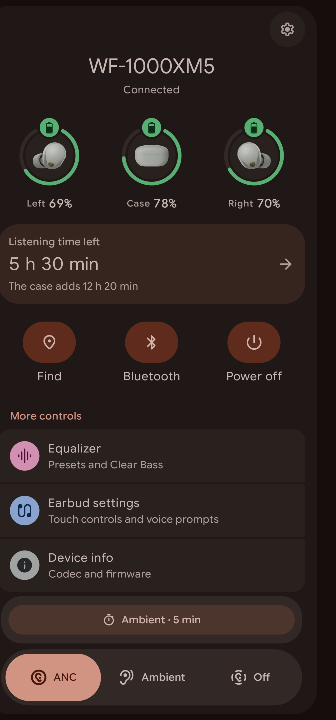 WF-1000XM5
Connected
Left 69%
Case 78%
Right 70%
Listening time left
5 h 30 min
The case adds 12 h 20 min
Find
Bluetooth
Power off
More controls
Equalizer
Presets and Clear Bass
Earbud settings
Touch controls and voice prompts
Device info
Codec and firmware
Ambient · 5 min
ANC
Ambient
Off